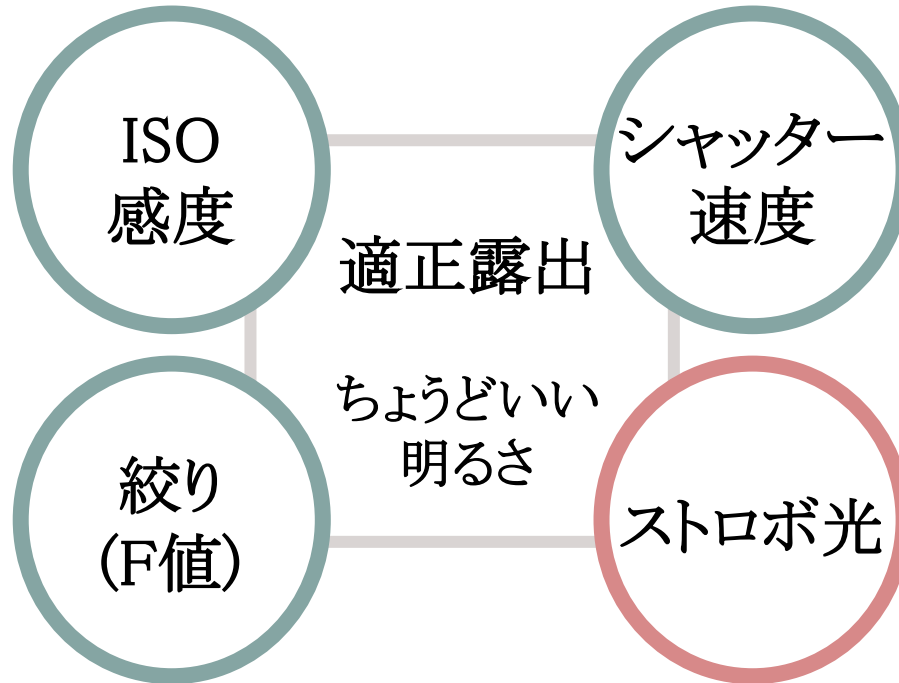 ISO
感度
シャッター
速度
適正露出
ちょうどいい
明るさ
絞り
(F値)
ストロボ光